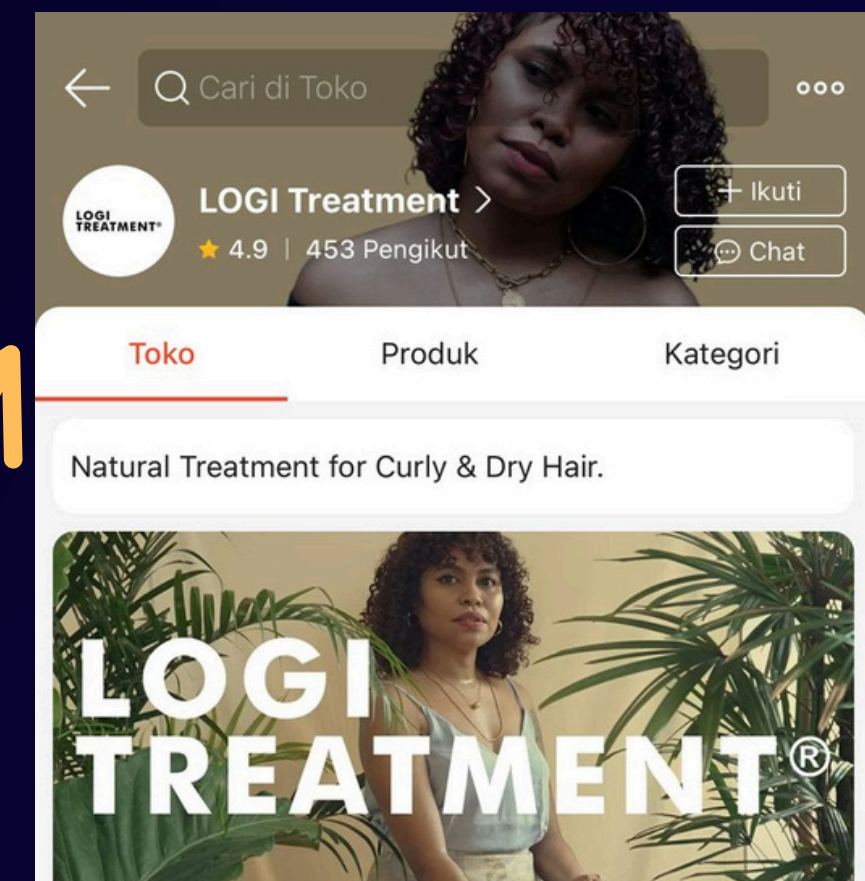 Cari di Toko
LOGI
TREATMENT®
LOGI Treatment
4.9 | 453 Pengikut
+ Ikuti
Chat
1
Toko
Produk
Kategori
Natural Treatment for Curly & Dry Hair.
LOGI
TREATMENT®